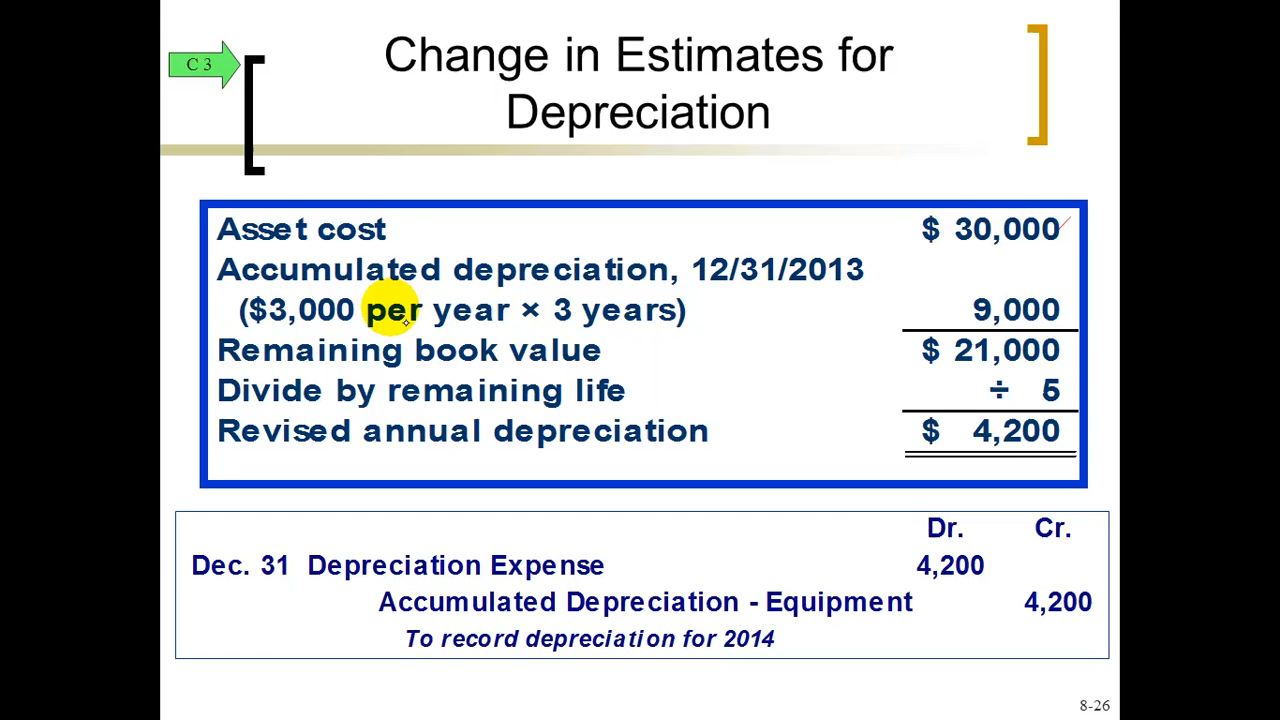 C 3
Change in Estimates for
Depreciation
Asset cost $ 30,000
Accumulated depreciation, 12/31/2013
($3,000 per year × 3 years) 9,000
Remaining book value $ 21,000
Divide by remaining life ÷ 5
Revised annual depreciation $ 4,200
Dr. Cr.
Dec. 31 Depreciation Expense 4,200
Accumulated Depreciation - Equipment 4,200
To record depreciation for 2014
8-26